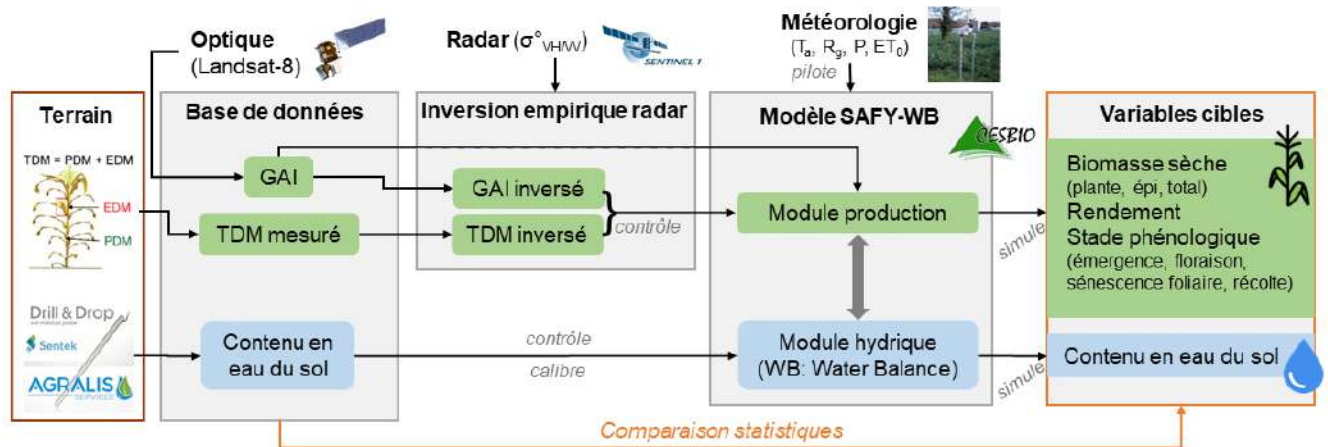 Optique
(Landsat-8)
Radar (σ°VH/VV)
SENTINEL 1
Météorologie
(Ta, Rg, P, ET0)
pilote
Terrain
TDM = PDM + EDM
EDM
PDM
Drill & Drop
Sentek
AGRALIS
SERVICES
Base de données
GAI
TDM mesuré
Contenu en
eau du sol
Inversion empirique radar
GAI inversé
TDM inversé
contrôle
contrôle
calibre
Modèle SAFY-WB
CESBIO
Module production
Module hydrique
(WB: Water Balance)
simule
simule
Variables cibles
Biomasse sèche
(plante, épi, total)
Rendement
Stade phénologique
(émergence, floraison,
sénescence foliaire, récolte)
Contenu en eau du sol
Comparaison statistiques